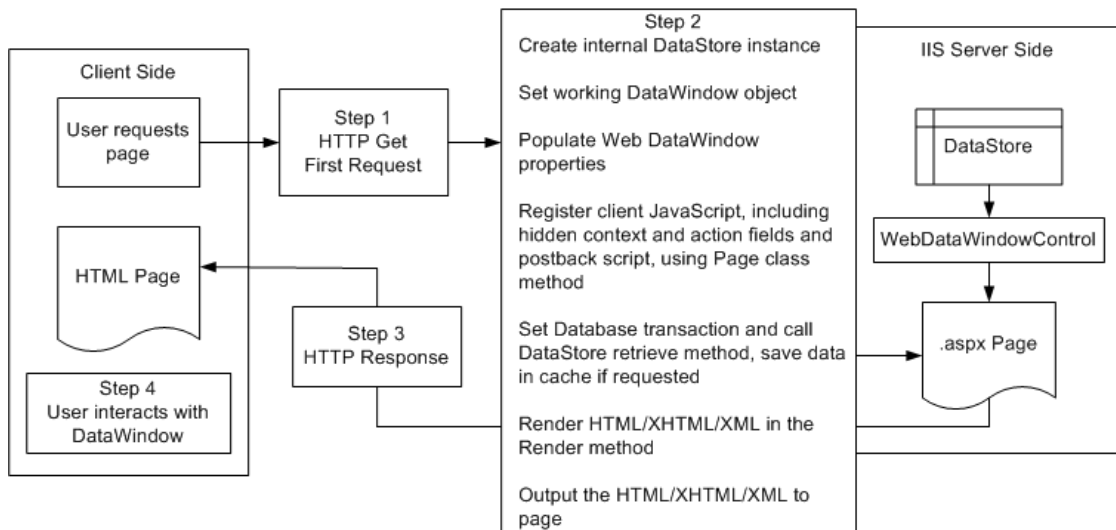 Client Side
User requests
page
HTML Page
Step 4
User interacts with
DataWindow
Step 1
HTTP Get
First Request
Step 3
HTTP Response
Step 2
Create internal DataStore instance
Set working DataWindow object
Populate Web DataWindow
properties
Register client JavaScript, including
hidden context and action fields and
postback script, using Page class
method
Set Database transaction and call
DataStore retrieve method, save data
in cache if requested
Render HTML/XHTML/XML in the
Render method
Output the HTML/XHTML/XML to
page
IIS Server Side
DataStore
WebDataWindowControl
.aspx Page